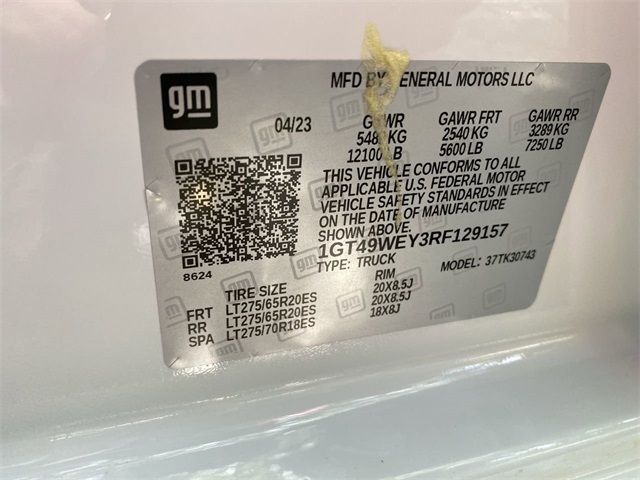 gm
MFD BY GENERAL MOTORS LLC
04/23
GVWR GAWR FRT GAWR RR
KG 2540 KG 3289 KG
12100 LB 5600 LB 7250 LB
THIS VEHICLE CONFORMS TO ALL
APPLICABLE U.S. FEDERAL MOTOR
VEHICLE SAFETY STANDARDS IN EFFECT
ON THE DATE OF MANUFACTURE
SHOWN ABOVE.
1GT49WEY3RF129157
TYPE: TRUCK MODEL: 37TK30743
8624
TIRE SIZE RIM
FRT LT275/65R20ES 20X8.5J
RR LT275/65R20ES 20X8.5J
SPA LT275/70R18ES 18X8J